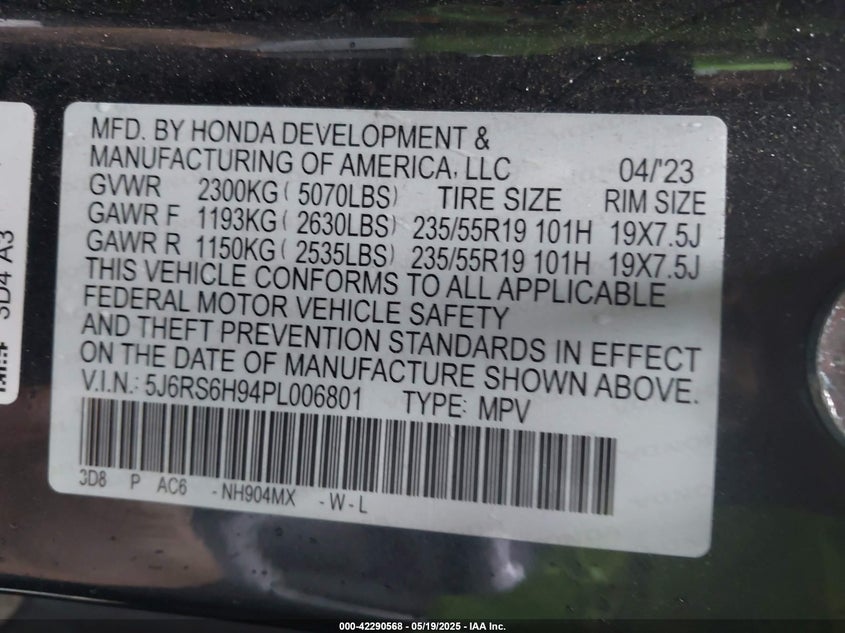 MFD. BY HONDA DEVELOPMENT &
MANUFACTURING OF AMERICA, LLC 04/'23
GVWR 2300KG ( 5070LBS) TIRE SIZE RIM SIZE
GAWR F 1193KG ( 2630LBS) 235/55R19 101H 19X7.5J
GAWR R 1150KG ( 2535LBS) 235/55R19 101H 19X7.5J
THIS VEHICLE CONFORMS TO ALL APPLICABLE
FEDERAL MOTOR VEHICLE SAFETY
AND THEFT PREVENTION STANDARDS IN EFFECT
ON THE DATE OF MANUFACTURE SHOWN ABOVE.
V.I.N.: 5J6RS6H94PL006801 TYPE: MPV
3D8 P AC6 -NH904MX -W-L
3D4 A3
000-42290568 - 05/19/2025 - IAA Inc.